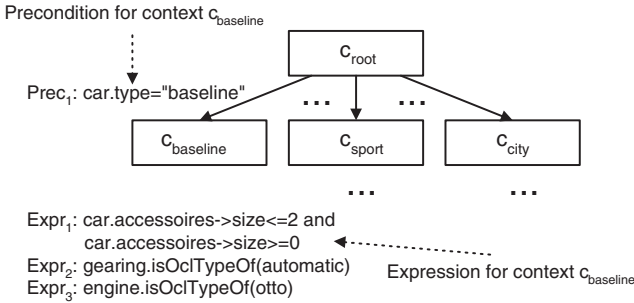 Precondition for context c_baseline
c_root
Prec_1: car.type="baseline"
... ...
c_baseline c_sport c_city
... ...
Expr_1: car.accessoires->size<=2 and
car.accessoires->size>=0
Expr_2: gearing.isOclTypeOf(automatic)
Expr_3: engine.isOclTypeOf(otto)
Expression for context c_baseline